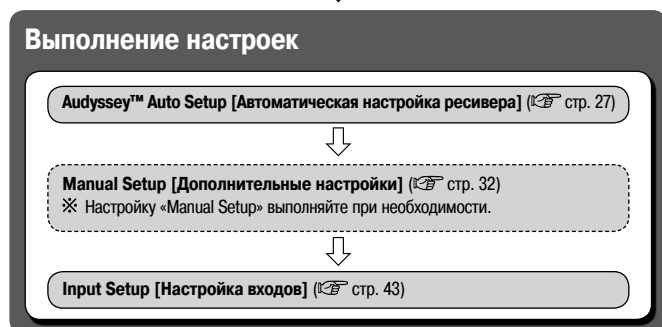 Выполнение настроек
Audyssey™ Auto Setup [Автоматическая настройка ресивера] (☞ стр. 27)
Manual Setup [Дополнительные настройки] (☞ стр. 32)
※ Настройку «Manual Setup» выполняйте при необходимости.
Input Setup [Настройка входов] (☞ стр. 43)